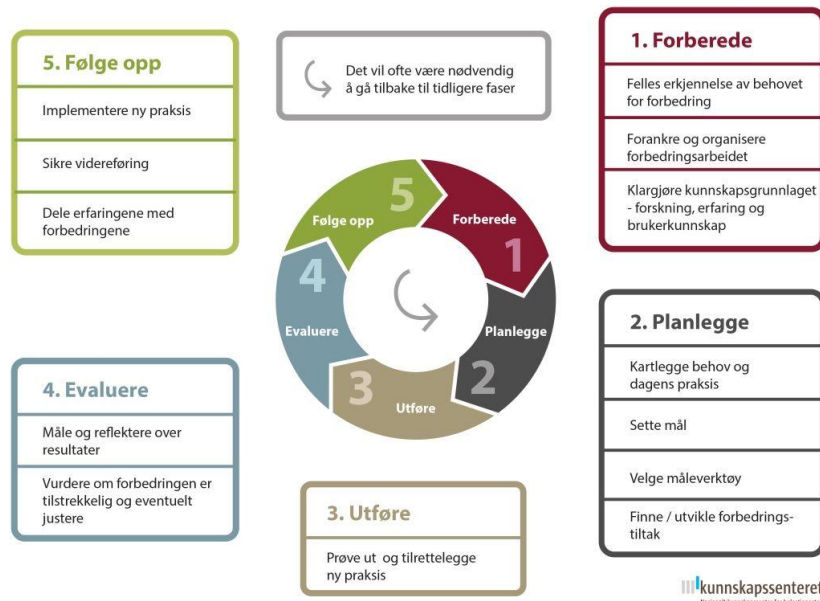 5. Følge opp
Implementere ny praksis
Sikre videreføring
Dele erfaringene med
forbedringene
Det vil ofte være nødvendig
å gå tilbake til tidligere faser
1. Forberede
Felles erkjennelse av behovet
for forbedring
Forankre og organisere
forbedringsarbeidet
Klargjøre kunnskapsgrunnlaget
- forskning, erfaring og
brukerkunnskap
5
Følge opp
Forberede
1
4
Evaluere
Planlegge
2
3
Utføre
2. Planlegge
Kartlegge behov og
dagens praksis
Sette mål
Velge måleverktøy
Finne / utvikle forbedrings-
tiltak
4. Evaluere
Måle og reflektere over
resultater
Vurdere om forbedringen er
tilstrekkelig og eventuelt
justere
3. Utføre
Prøve ut og tilrettelegge
ny praksis
kunnskapssenteret